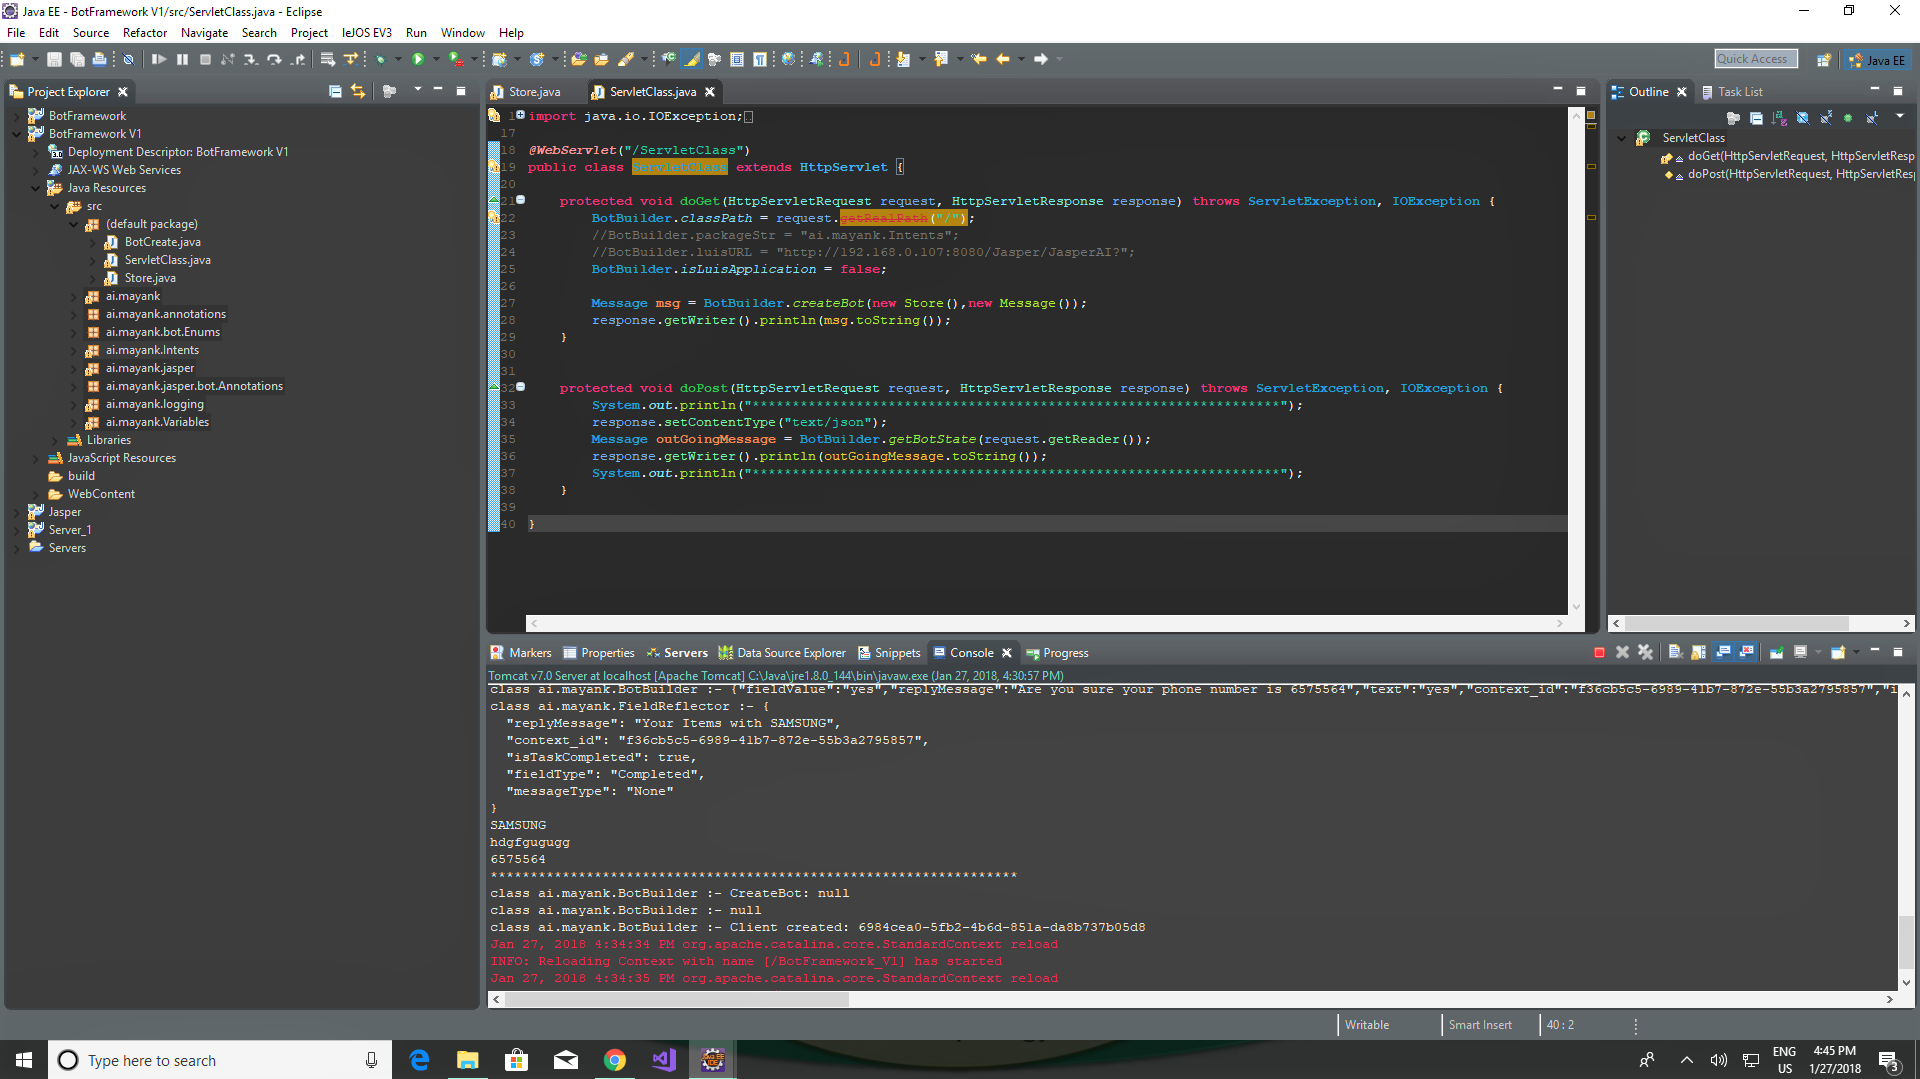 Java EE - BotFramework V1/src/ServletClass.java - Eclipse
File Edit Source Refactor Navigate Search Project leJOS EV3 Run Window Help
Quick Access Java EE
Project Explorer
BotFramework
BotFramework V1
Deployment Descriptor: BotFramework V1
JAX-WS Web Services
Java Resources
src
(default package)
BotCreate.java
ServletClass.java
Store.java
ai.mayank
ai.mayank.annotations
ai.mayank.bot.Enums
ai.mayank.Intents
ai.mayank.jasper
ai.mayank.jasper.bot.Annotations
ai.mayank.logging
ai.mayank.Variables
Libraries
JavaScript Resources
build
WebContent
Jasper
Server_1
Servers
Store.java ServletClass.java
1 import java.io.IOException;
17
18 @WebServlet("/ServletClass")
19 public class ServletClass extends HttpServlet {
20
21 protected void doGet(HttpServletRequest request, HttpServletResponse response) throws ServletException, IOException {
22 BotBuilder.classPath = request.getRealPath("/");
23 //BotBuilder.packageStr = "ai.mayank.Intents";
24 //BotBuilder.luisURL = "http://192.168.0.107:8080/Jasper/JasperAI?";
25 BotBuilder.isLuisApplication = false;
26
27 Message msg = BotBuilder.createBot(new Store(),new Message());
28 response.getWriter().println(msg.toString());
29 }
30
31
32 protected void doPost(HttpServletRequest request, HttpServletResponse response) throws ServletException, IOException {
33 System.out.println("******************************************************************");
34 response.setContentType("text/json");
35 Message outGoingMessage = BotBuilder.getBotState(request.getReader());
36 response.getWriter().println(outGoingMessage.toString());
37 System.out.println("******************************************************************");
38 }
39
40 }
Outline Task List
ServletClass
doGet(HttpServletRequest, HttpServletResp
doPost(HttpServletRequest, HttpServletRes
Markers Properties Servers Data Source Explorer Snippets Console Progress
Tomcat v7.0 Server at localhost [Apache Tomcat] C:\Java\jre1.8.0_144\bin\javaw.exe (Jan 27, 2018, 4:30:57 PM)
class ai.mayank.BotBuilder :- {"fieldValue":"yes","replyMessage":"Are you sure your phone number is 6575564","text":"yes","context_id":"f36cb5c5-6989-41b7-872e-55b3a2795857","i
class ai.mayank.FieldReflector :- {
"replyMessage": "Your Items with SAMSUNG",
"context_id": "f36cb5c5-6989-41b7-872e-55b3a2795857",
"isTaskCompleted": true,
"fieldType": "Completed",
"messageType": "None"
}
SAMSUNG
hdgfgugugg
6575564
******************************************************************
class ai.mayank.BotBuilder :- CreateBot: null
class ai.mayank.BotBuilder :- null
class ai.mayank.BotBuilder :- Client created: 6984cea0-5fb2-4b6d-851a-da8b737b05d8
Jan 27, 2018 4:34:34 PM org.apache.catalina.core.StandardContext reload
INFO: Reloading Context with name [/BotFramework_V1] has started
Jan 27, 2018 4:34:35 PM org.apache.catalina.core.StandardContext reload
Writable Smart Insert 40 : 2
Type here to search
ENG
US
4:45 PM
1/27/2018
3